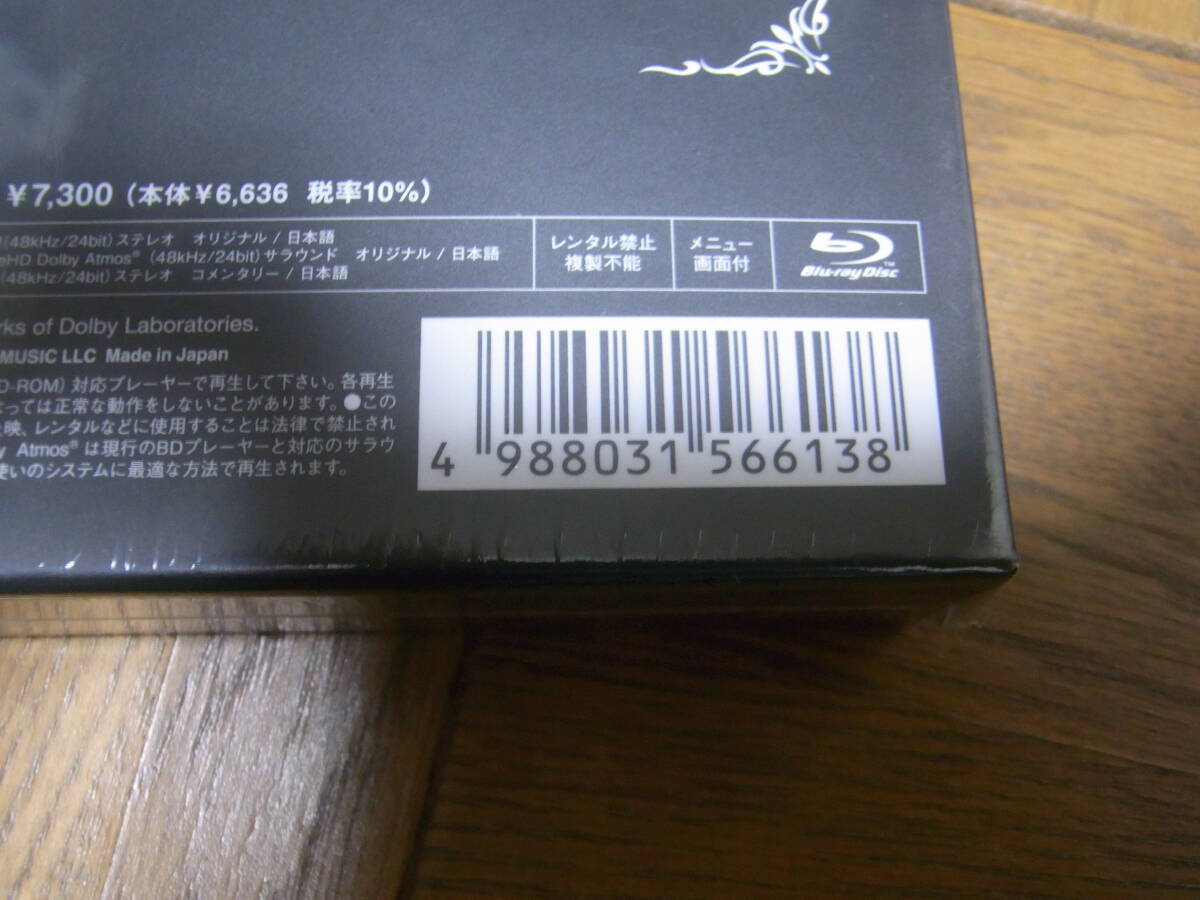 ¥7,300（本体¥6,636 税率10%）
(48kHz/24bit) ステレオ オリジナル / 日本語
eHD Dolby Atmos® (48kHz/24bit) サラウンド オリジナル / 日本語
(48kHz/24bit) ステレオ コメンタリー / 日本語
レンタル禁止
複製不能
メニュー
画面付
Blu-ray Disc™
rks of Dolby Laboratories.
MUSIC LLC Made in Japan
D-ROM) 対応プレーヤーで再生して下さい。各再生
よっては正常な動作をしないことがあります。●この
上映、レンタルなどに使用することは法律で禁止され
y Atmos® は現行のBDプレーヤーと対応のサラウ
使いのシステムに最適な方法で再生されます。
4 988031 566138